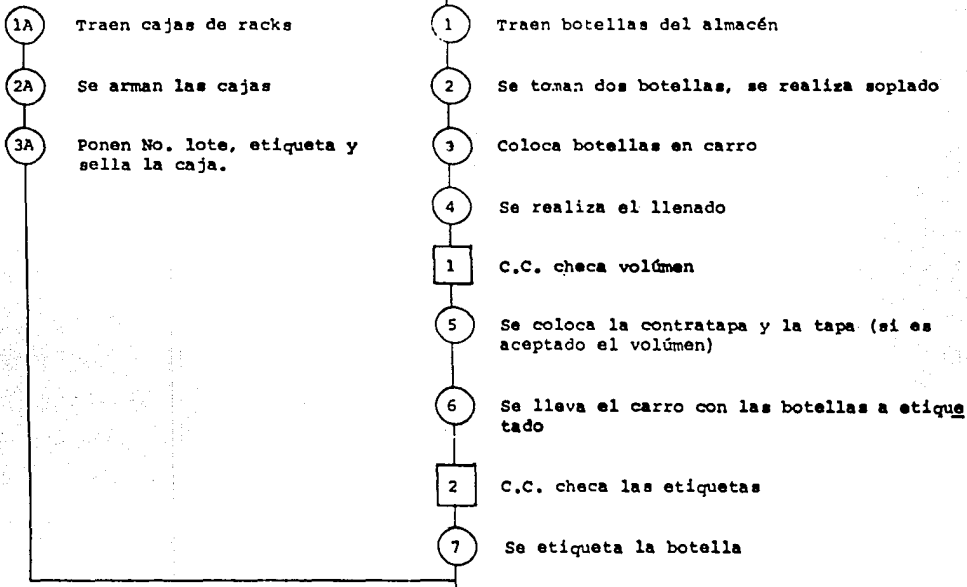 1A Traen cajas de racks
2A Se arman las cajas
3A Ponen No. lote, etiqueta y
sella la caja.
1 Traen botellas del almacén
2 Se toman dos botellas, se realiza soplado
3 Coloca botellas en carro
4 Se realiza el llenado
1 C.C. checa volúmen
5 Se coloca la contratapa y la tapa (si es
aceptado el volúmen)
6 Se lleva el carro con las botellas a etique
tado
2 C.C. checa las etiquetas
7 Se etiqueta la botella